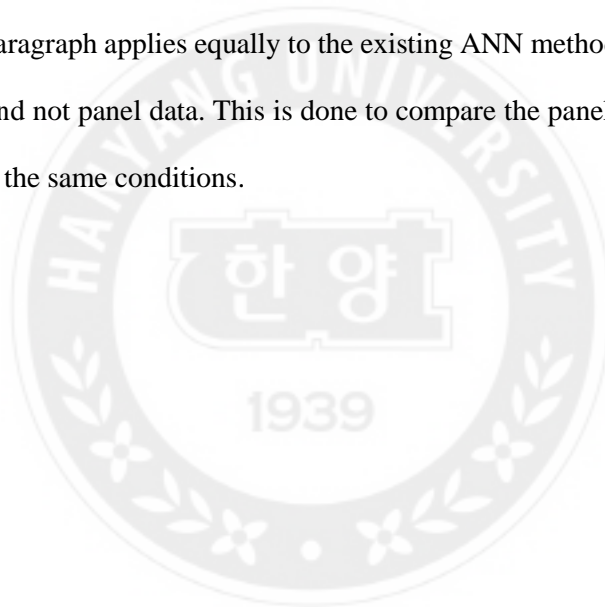 aragraph applies equally to the existing ANN metho
nd not panel data. This is done to compare the panel
the same conditions.
HANYANG UNIVERSITY
한양
1939